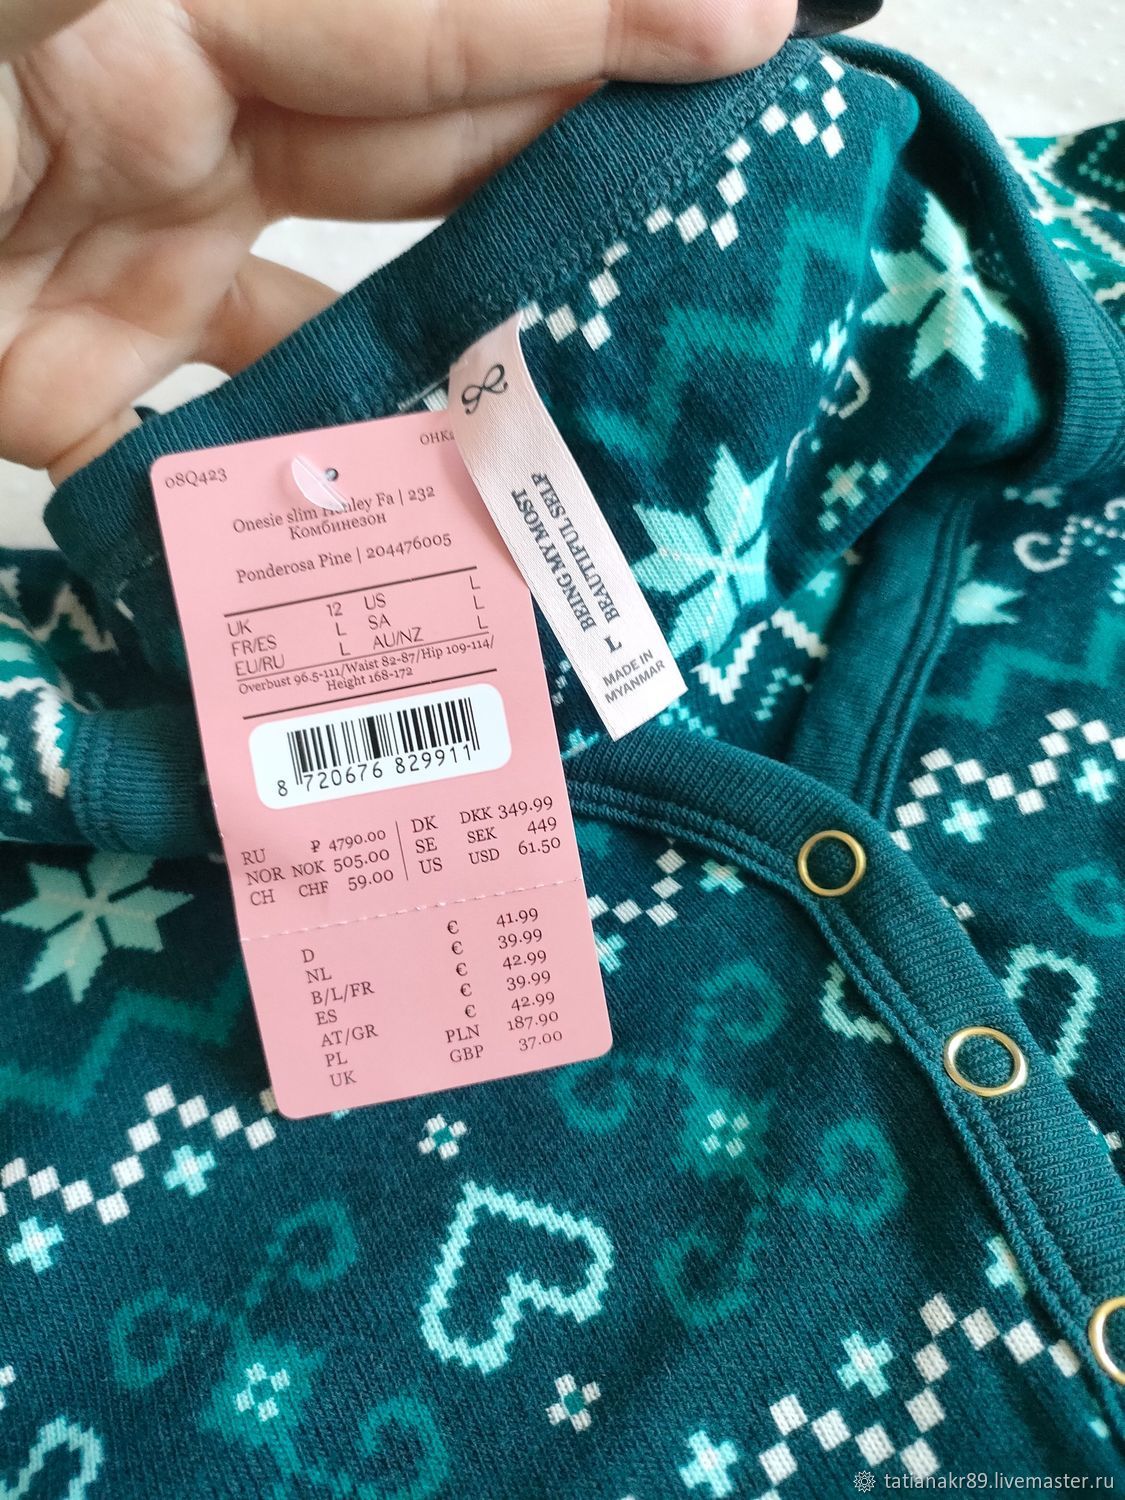 08Q423
Onesie slim Fa | 232
Комбинезон
Ponderosa Pine | 204476005
UK 12 US L
FR/ES L SA L
EU/RU L AU/NZ L
Overbust 96.5-111/Waist 82-87/Hip 109-114/
Height 168-172
8 720676 829911
RU ₽ 4790.00 DK DKK 349.99
NOR NOK 505.00 SE SEK 449
CH CHF 59.00 US USD 61.50
D € 41.99
NL € 39.99
B/L/FR € 42.99
ES € 39.99
AT/GR € 42.99
PL PLN 187.90
UK GBP 37.00
BEING MY MOST
BEAUTIFUL SELF
L
MADE IN
MYANMAR
tatianakr89.livemaster.ru